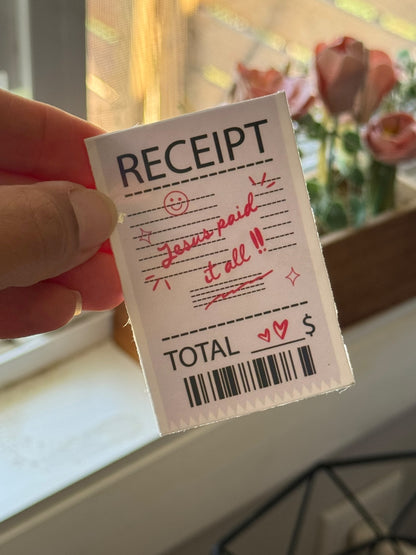 RECEIPT
Jesus paid
it all!!
TOTAL $